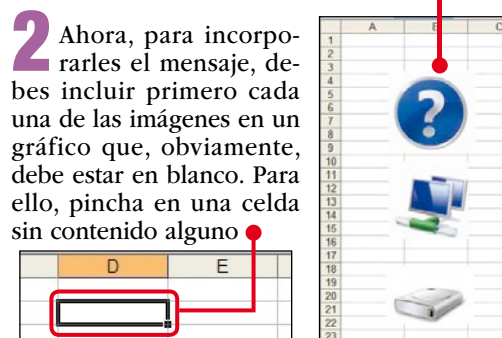 2 Ahora, para incorpo-
rarles el mensaje, de-
bes incluir primero cada
una de las imágenes en un
gráfico que, obviamente,
debe estar en blanco. Para
ello, pincha en una celda
sin contenido alguno
D E
A B C
1
2
3
4
5
6
7
8
9
10
11
12
13
14
15
16
17
18
19
20
21
22
23
?